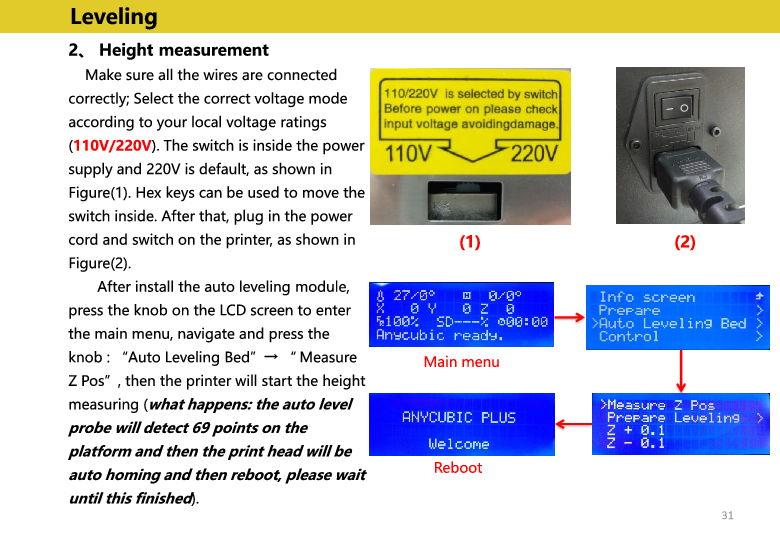 Leveling
2、 Height measurement
Make sure all the wires are connected
correctly; Select the correct voltage mode
according to your local voltage ratings
(110V/220V). The switch is inside the power
supply and 220V is default, as shown in
Figure(1). Hex keys can be used to move the
switch inside. After that, plug in the power
cord and switch on the printer, as shown in
Figure(2).
After install the auto leveling module,
press the knob on the LCD screen to enter
the main menu, navigate and press the
knob : “Auto Leveling Bed” → “ Measure
Z Pos” , then the printer will start the height
measuring (what happens: the auto level
probe will detect 69 points on the
platform and then the print head will be
auto homing and then reboot, please wait
until this finished).
110/220V is selected by switch
Before power on please check
input voltage avoidingdamage.
110V 220V
(1)
(2)
27/0° 0/0°
X 0 Y 0 Z 0
100% SD---% 00:00
Anycubic ready.
Main menu
Info screen
Prepare >
>Auto Leveling Bed >
Control >
>Measure Z Pos
Prepare Leveling >
Z + 0.1
Z - 0.1
ANYCUBIC PLUS
Welcome
Reboot
31